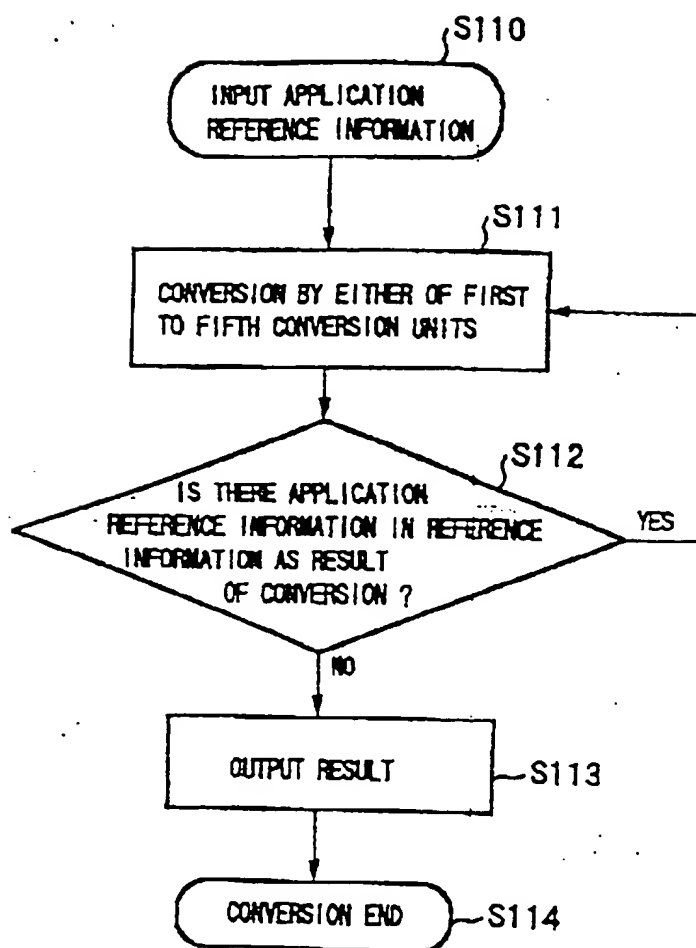 S110
INPUT APPLICATION
REFERENCE INFORMATION
S111
CONVERSION BY EITHER OF FIRST
TO FIFTH CONVERSION UNITS
S112
IS THERE APPLICATION
REFERENCE INFORMATION IN REFERENCE
INFORMATION AS RESULT
OF CONVERSION ?
YES
NO
OUTPUT RESULT
S113
CONVERSION END
S114